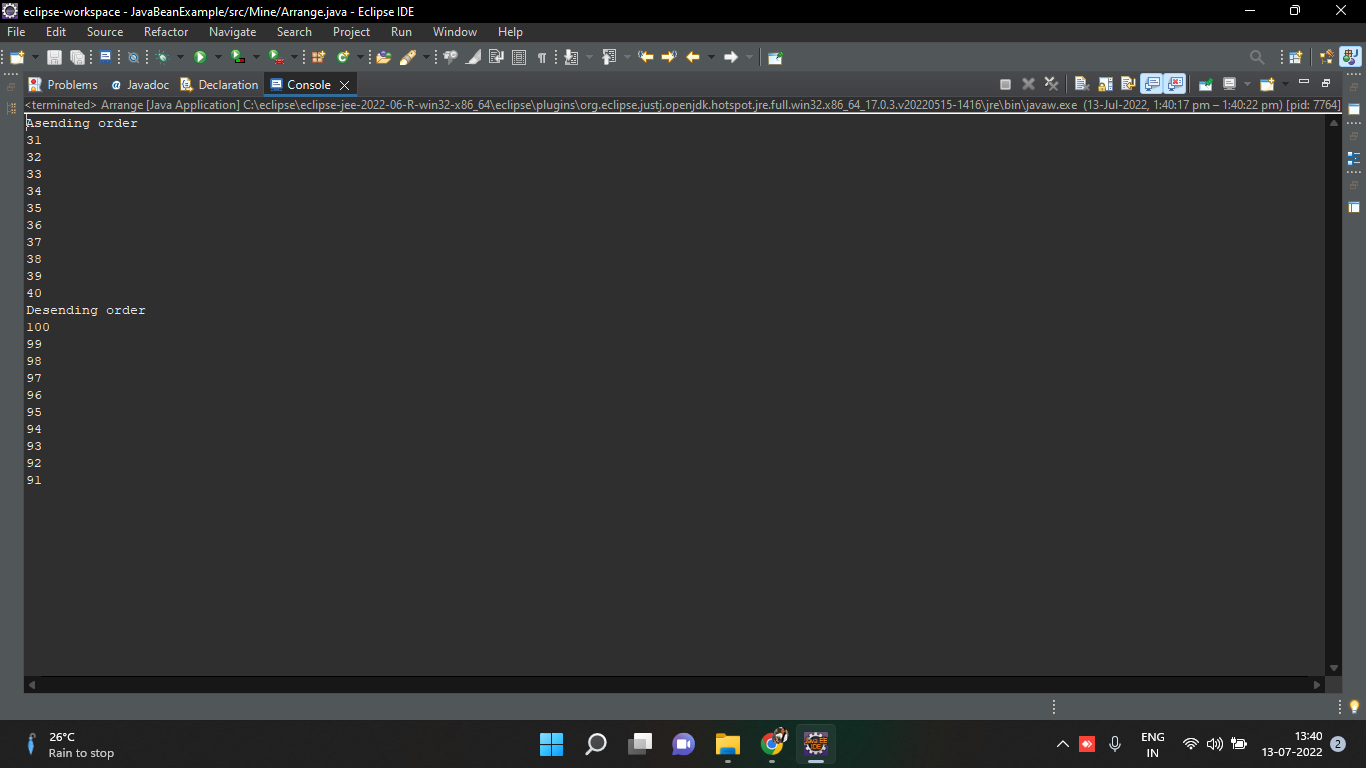 eclipse-workspace - JavaBeanExample/src/Mine/Arrange.java - Eclipse IDE
File Edit Source Refactor Navigate Search Project Run Window Help
Problems @ Javadoc Declaration Console
<terminated> Arrange [Java Application] C:\eclipse\eclipse-jee-2022-06-R-win32-x86_64\eclipse\plugins\org.eclipse.justj.openjdk.hotspot.jre.full.win32.x86_64_17.0.3.v20220515-1416\jre\bin\javaw.exe (13-Jul-2022, 1:40:17 pm – 1:40:22 pm) [pid: 7764]
Asending order
31
32
33
34
35
36
37
38
39
40
Desending order
100
99
98
97
96
95
94
93
92
91
26°C
Rain to stop
JAVA EE
IDE
ENG
IN
13:40
13-07-2022
2